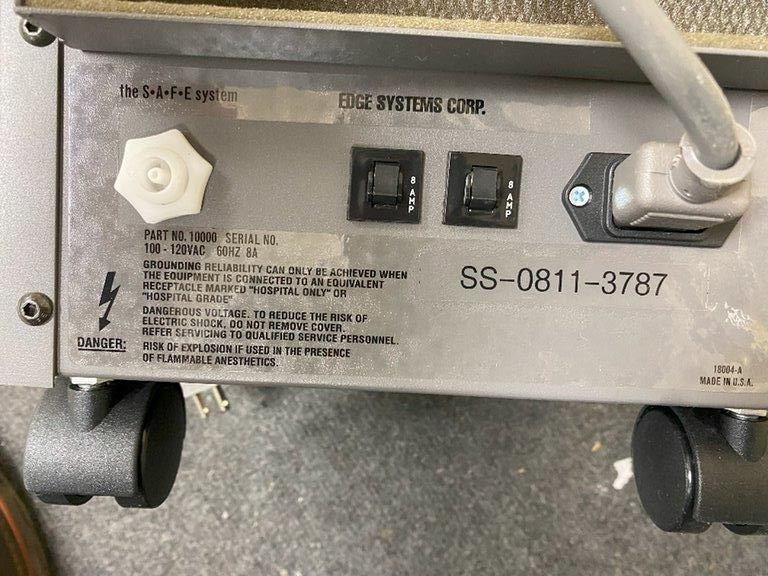 the S•A•F•E system
EDGE SYSTEMS CORP.
8 AMP
8 AMP
PART NO. 10000 SERIAL NO.
100 - 120VAC 60HZ 8A
SS-0811-3787
GROUNDING RELIABILITY CAN ONLY BE ACHIEVED WHEN
THE EQUIPMENT IS CONNECTED TO AN EQUIVALENT
RECEPTACLE MARKED "HOSPITAL ONLY" OR
"HOSPITAL GRADE"
DANGEROUS VOLTAGE. TO REDUCE THE RISK OF
ELECTRIC SHOCK, DO NOT REMOVE COVER.
REFER SERVICING TO QUALIFIED SERVICE PERSONNEL.
DANGER:
RISK OF EXPLOSION IF USED IN THE PRESENCE
OF FLAMMABLE ANESTHETICS.
18004-A
MADE IN U.S.A.